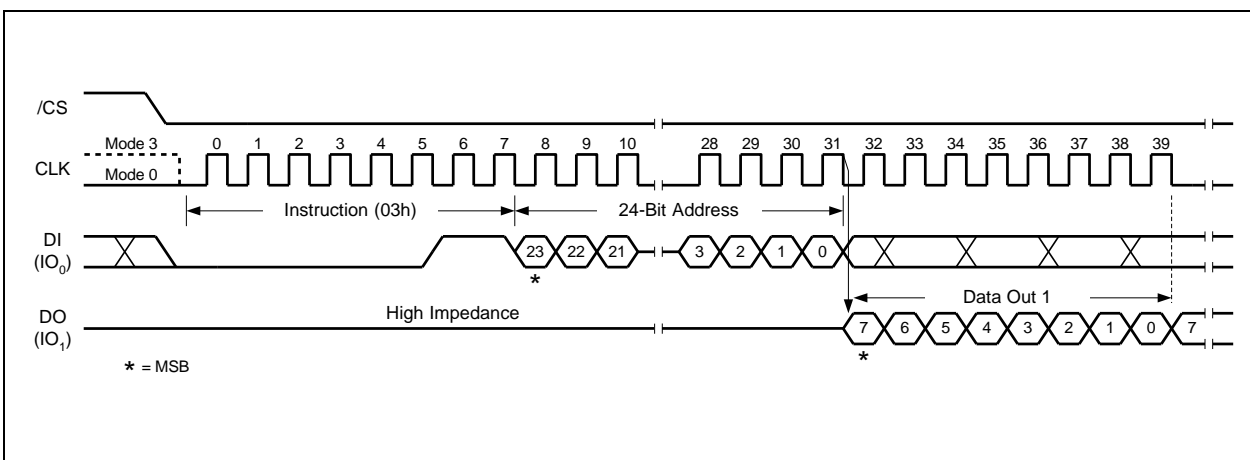 /CS
Mode 3 0 1 2 3 4 5 6 7 8 9 10 28 29 30 31 32 33 34 35 36 37 38 39
CLK
Mode 0
Instruction (03h) 24-Bit Address
DI
(IO0)
23 22 21 3 2 1 0
*
Data Out 1
High Impedance
DO
(IO1)
7 6 5 4 3 2 1 0 7
*
* = MSB